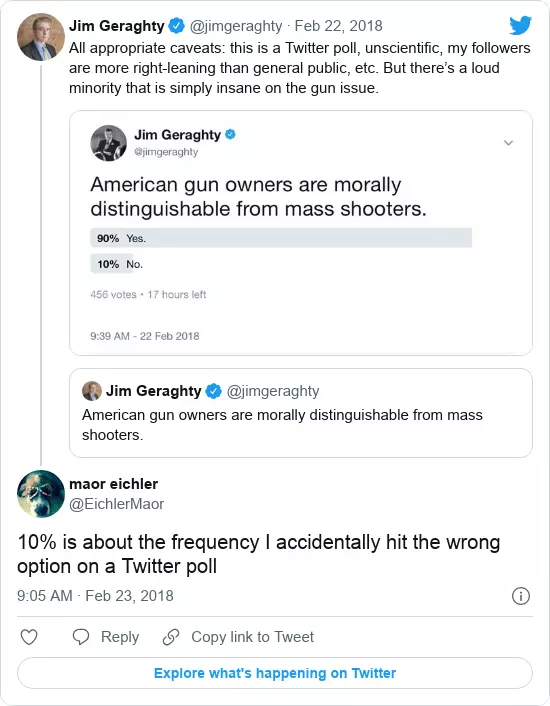 Jim Geraghty @jimgeraghty · Feb 22, 2018
All appropriate caveats: this is a Twitter poll, unscientific, my followers
are more right-leaning than general public, etc. But there's a loud
minority that is simply insane on the gun issue.
Jim Geraghty
@jimgeraghty
American gun owners are morally
distinguishable from mass shooters.
90% Yes.
10% No.
456 votes • 17 hours left
9:39 AM - 22 Feb 2018
Jim Geraghty @jimgeraghty
American gun owners are morally distinguishable from mass
shooters.
maor eichler
@EichlerMaor
10% is about the frequency I accidentally hit the wrong
option on a Twitter poll
9:05 AM · Feb 23, 2018
Reply Copy link to Tweet
Explore what's happening on Twitter